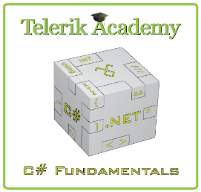 Telerik Academy
C#
.NET
{
< >
C# Fundamentals